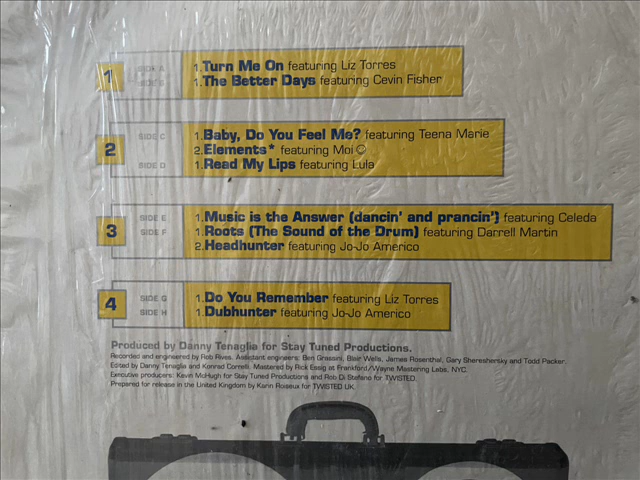 1
SIDE A 1.Turn Me On featuring Liz Torres
SIDE B 1.The Better Days featuring Cevin Fisher
2
SIDE C 1.Baby, Do You Feel Me? featuring Teena Marie
2.Elements* featuring Moi☺
SIDE D 1.Read My Lips featuring Lula
3
SIDE E 1.Music is the Answer (dancin' and prancin') featuring Celeda
SIDE F 1.Roots (The Sound of the Drum) featuring Darrell Martin
2.Headhunter featuring Jo-Jo Americo
4
SIDE G 1.Do You Remember featuring Liz Torres
SIDE H 1.Dubhunter featuring Jo-Jo Americo
Produced by Danny Tenaglia for Stay Tuned Productions.
Recorded and engineered by Rob Rives. Assistant engineers: Ben Grassini, Blair Wells, James Rosenthal, Gary Shereshersky and Todd Packer.
Edited by Danny Tenaglia and Konrad Correlli. Mastered by Rick Essig at Frankford/Wayne Mastering Labs, NYC.
Executive producers: Kevin McHugh for Stay Tuned Productions and Rob Di Stefano for TWISTED.
Prepared for release in the United Kingdom by Karin Roiseux for TWISTED UK.